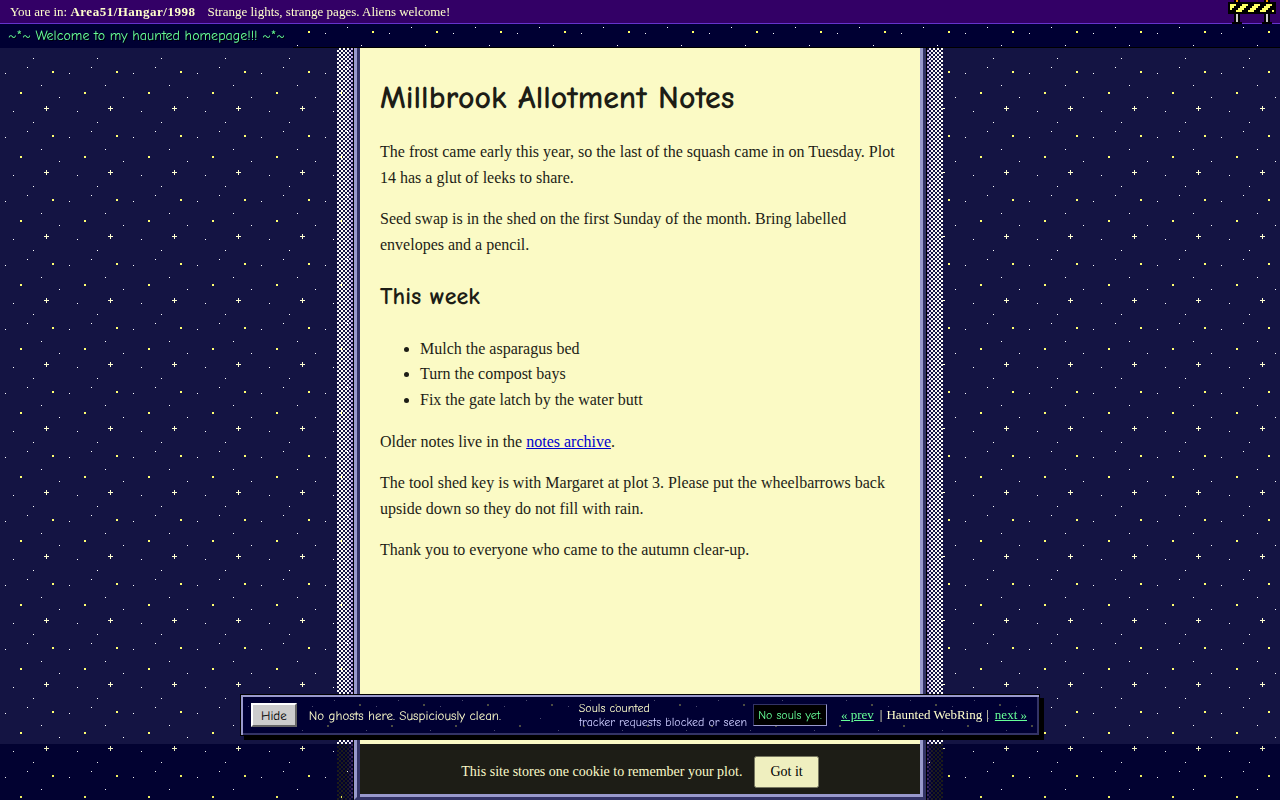 You are in: Area51/Hangar/1998 Strange lights, strange pages. Aliens welcome!
~*~ Welcome to my haunted homepage!!! ~*~
Millbrook Allotment Notes
The frost came early this year, so the last of the squash came in on Tuesday. Plot
14 has a glut of leeks to share.
Seed swap is in the shed on the first Sunday of the month. Bring labelled
envelopes and a pencil.
This week
• Mulch the asparagus bed
• Turn the compost bays
• Fix the gate latch by the water butt
Older notes live in the notes archive.
The tool shed key is with Margaret at plot 3. Please put the wheelbarrows back
upside down so they do not fill with rain.
Thank you to everyone who came to the autumn clear-up.
Hide No ghosts here. Suspiciously clean.
Souls counted
tracker requests blocked or seen
No souls yet.
« prev | Haunted WebRing | next »
This site stores one cookie to remember your plot. Got it